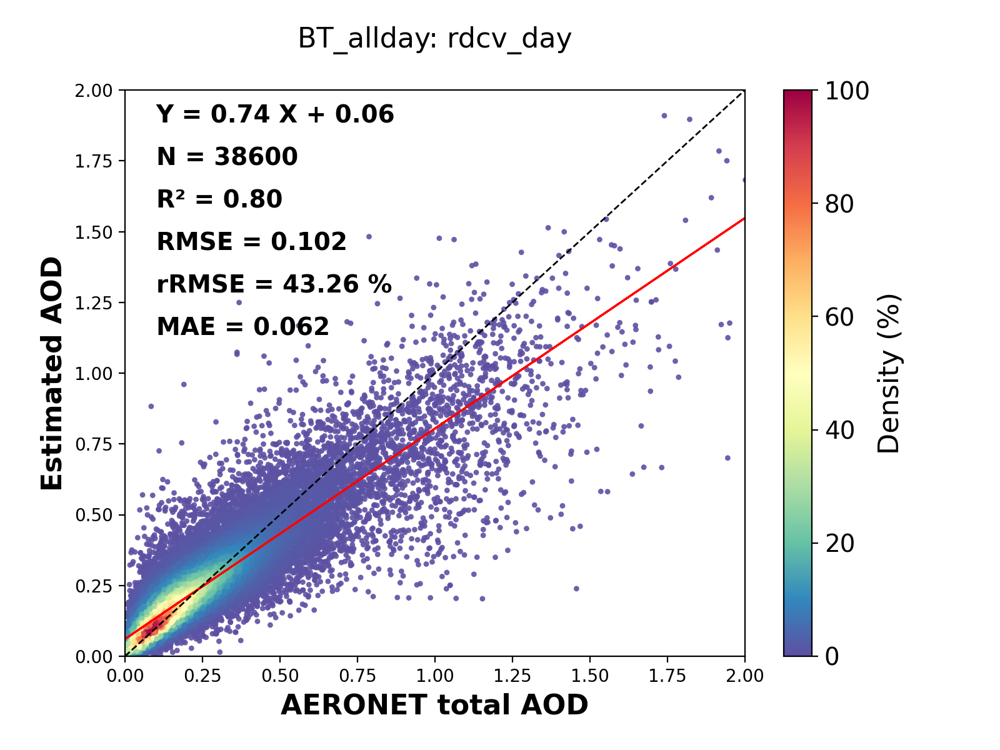 BT_allday: rdcv_day
Y = 0.74 X + 0.06
N = 38600
R² = 0.80
RMSE = 0.102
rRMSE = 43.26 %
MAE = 0.062
2.00
1.75
1.50
1.25
1.00
0.75
0.50
0.25
0.00
Estimated AOD
0.00 0.25 0.50 0.75 1.00 1.25 1.50 1.75 2.00
AERONET total AOD
100
80
60
40
20
0
Density (%)